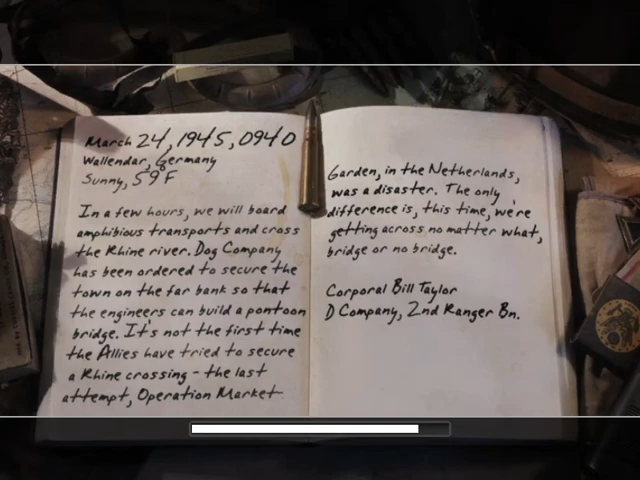 March 24, 1945, 0940
Wallendar, Germany
Sunny, 59F
In a few hours, we will board
amphibious transports and cross
the Rhine river. Dog Company
has been ordered to secure the
town on the far bank so that
the engineers can build a pontoon
bridge. It's not the first time
the Allies have tried to secure
a Rhine crossing - the last
attempt, Operation Market
Garden, in the Netherlands,
was a disaster. The only
difference is, this time, we're
getting across no matter what,
bridge or no bridge.
Corporal Bill Taylor
D Company, 2nd Ranger Bn.